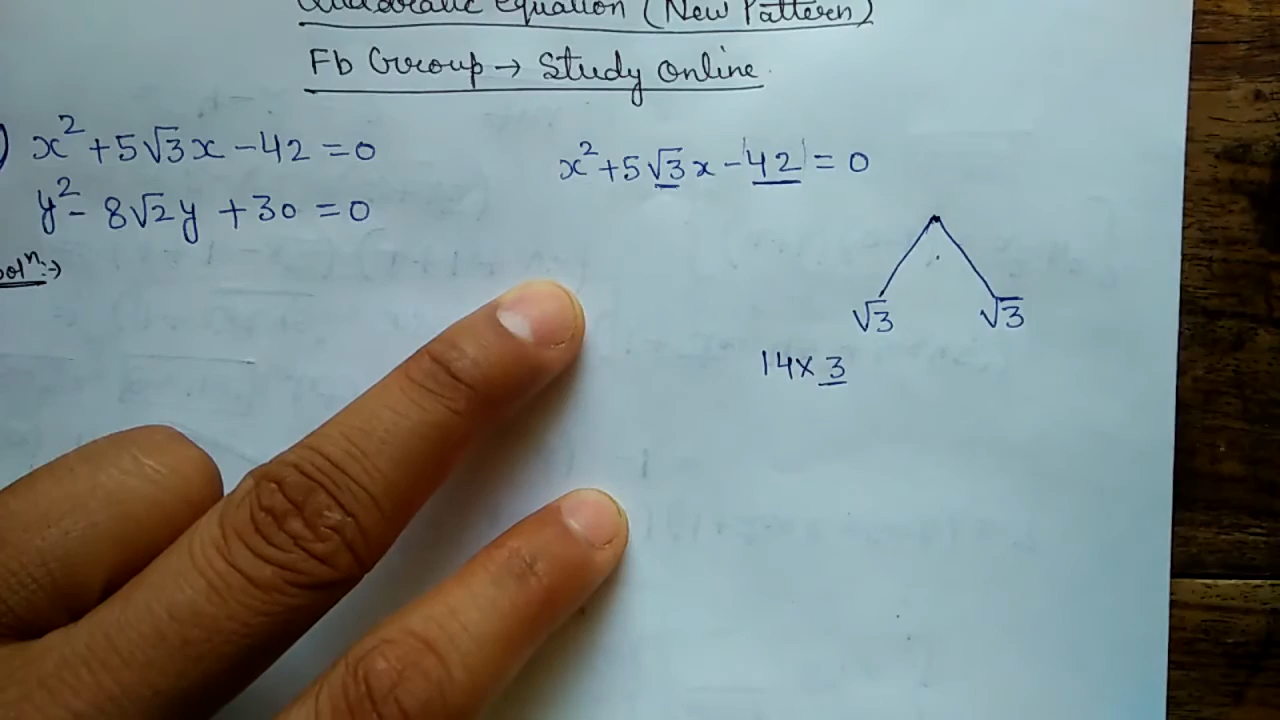 Quadratic equation (New Pattern)
Fb Group → Study Online.
) x² + 5√3x - 42 = 0
y² - 8√2y + 30 = 0
Solⁿ:→
x² + 5√3x - 42 = 0
√3 √3
14 × 3